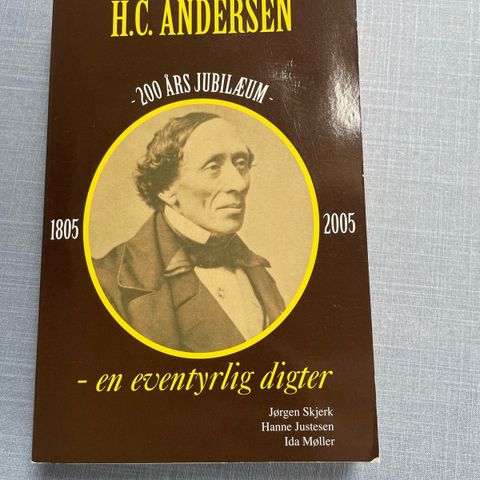 H.C. ANDERSEN
- 200 ÅRS JUBILÆUM -
1805
2005
- en eventyrlig digter
Jørgen Skjerk
Hanne Justesen
Ida Møller